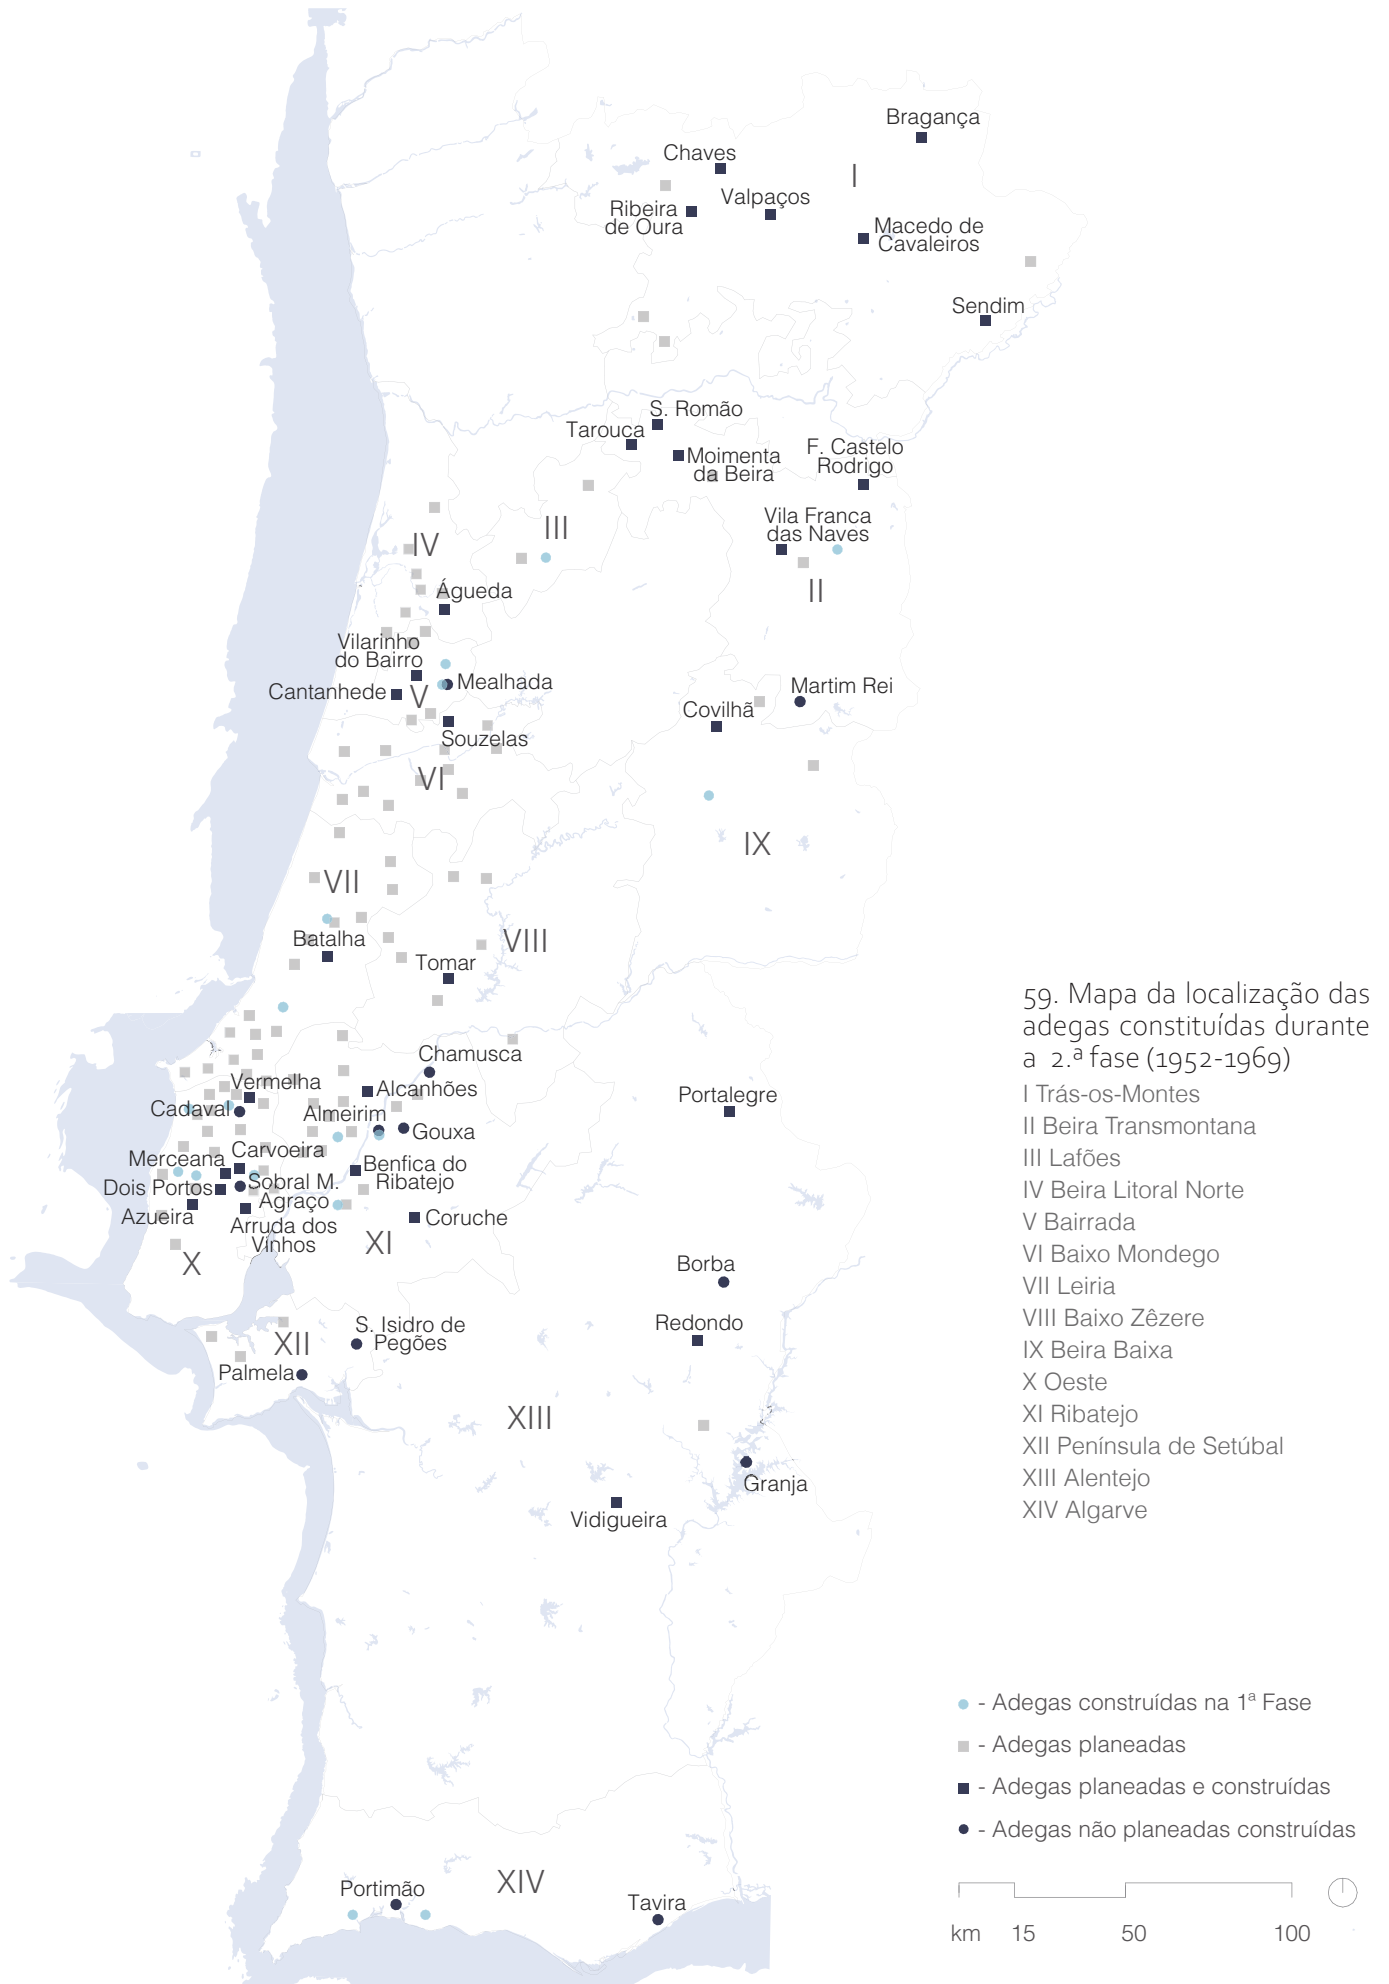 Bragança
Chaves
I
Valpaços
Ribeira
de Oura
Macedo de
Cavaleiros
Sendim
S. Romão
Tarouca
F. Castelo
Rodrigo
Moimenta
da Beira
III
Vila Franca
das Naves
IV
II
Águeda
Vilarinho
do Bairro
Mealhada
Martim Rei
Cantanhede
V
Covilhã
Souzelas
VI
IX
VII
Batalha
VIII
Tomar
Chamusca
Vermelha
Alcanhões
Portalegre
Cadaval
Almeirim
Gouxa
Merceana
Carvoeira
Benfica do
Ribatejo
Dois Portos
Sobral M.
Agraço
Azueira
Arruda dos
Vinhos
Coruche
XI
X
Borba
S. Isidro de
Pegões
Redondo
XII
Palmela
XIII
Granja
Vidigueira
XIV
Portimão
Tavira
59. Mapa da localização das
adegas constituídas durante
a 2.ª fase (1952-1969)
I Trás-os-Montes
II Beira Transmontana
III Lafões
IV Beira Litoral Norte
V Bairrada
VI Baixo Mondego
VII Leiria
VIII Baixo Zêzere
IX Beira Baixa
X Oeste
XI Ribatejo
XII Península de Setúbal
XIII Alentejo
XIV Algarve
- Adegas construídas na 1ª Fase
- Adegas planeadas
- Adegas planeadas e construídas
- Adegas não planeadas construídas
km 15 50 100